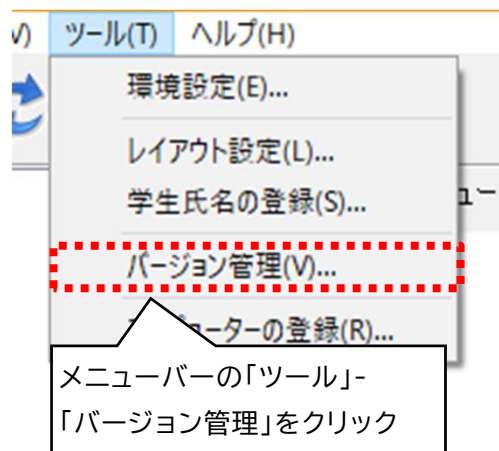 V) ツール(T) ヘルプ(H)
環境設定(E)...
レイアウト設定(L)...
学生氏名の登録(S)...
ュー
バージョン管理(V)...
ューターの登録(R)...
メニューバーの「ツール」-
「バージョン管理」をクリック